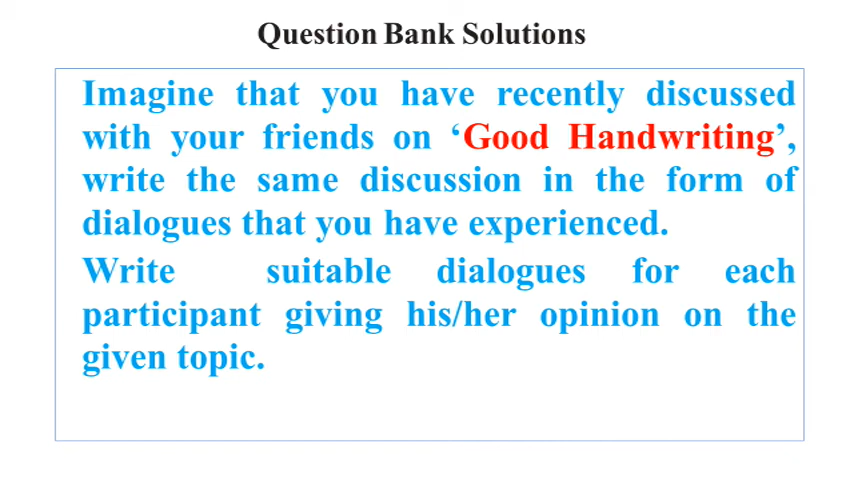 Question Bank Solutions
Imagine that you have recently discussed
with your friends on ‘Good Handwriting’,
write the same discussion in the form of
dialogues that you have experienced.
Write suitable dialogues for each
participant giving his/her opinion on the
given topic.